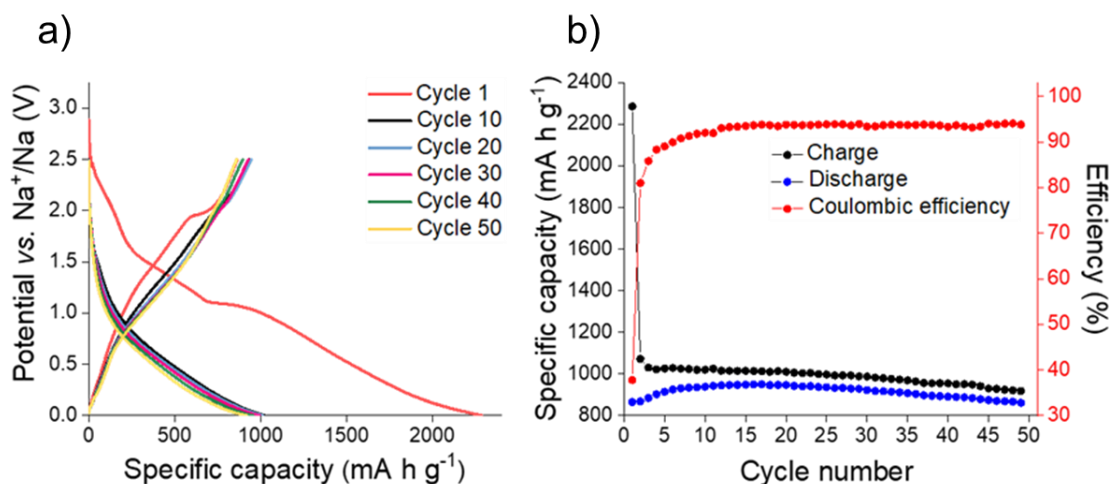 a)
Potential vs. Na⁺/Na (V)
3.0
2.5
2.0
1.5
1.0
0.5
0.0
Cycle 1
Cycle 10
Cycle 20
Cycle 30
Cycle 40
Cycle 50
0 500 1000 1500 2000
Specific capacity (mA h g⁻¹)
b)
Specific capacity (mA h g⁻¹)
2400
2200
2000
1800
1600
1400
1200
1000
800
Charge
Discharge
Coulombic efficiency
100
90
80
70
60
50
40
30
Efficiency (%)
0 5 10 15 20 25 30 35 40 45 50
Cycle number